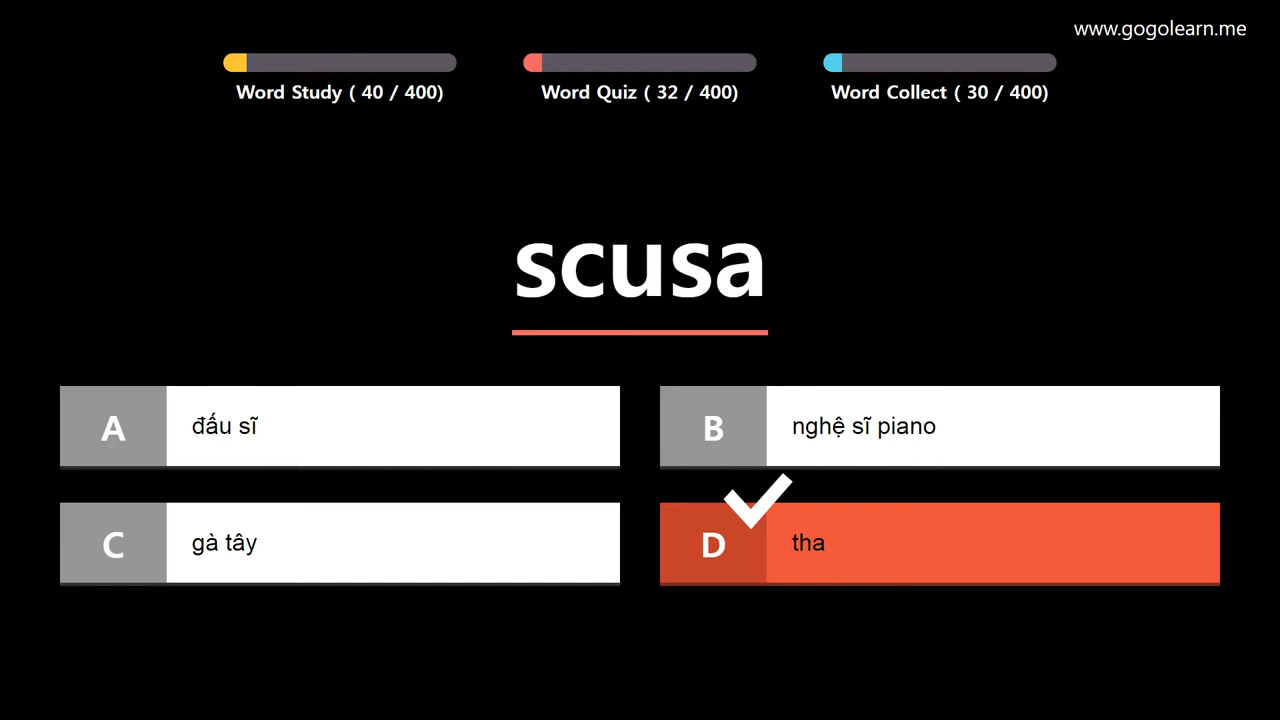 www.gogolearn.me
Word Study ( 40 / 400)
Word Quiz ( 32 / 400)
Word Collect ( 30 / 400)
scusa
A
đấu sĩ
B
nghệ sĩ piano
C
gà tây
D
tha